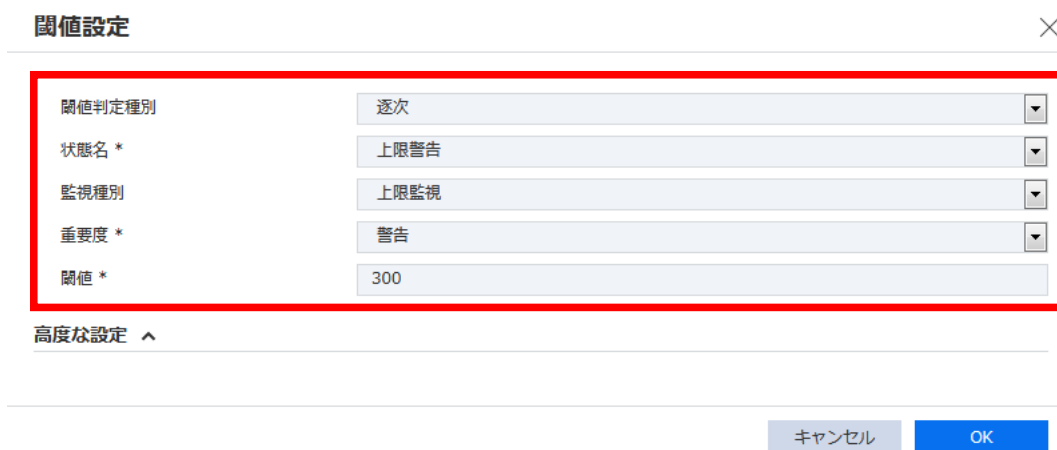 閾値設定
閾値判定種別 逐次
状態名 * 上限警告
監視種別 上限監視
重要度 * 警告
閾値 * 300
高度な設定
キャンセル OK